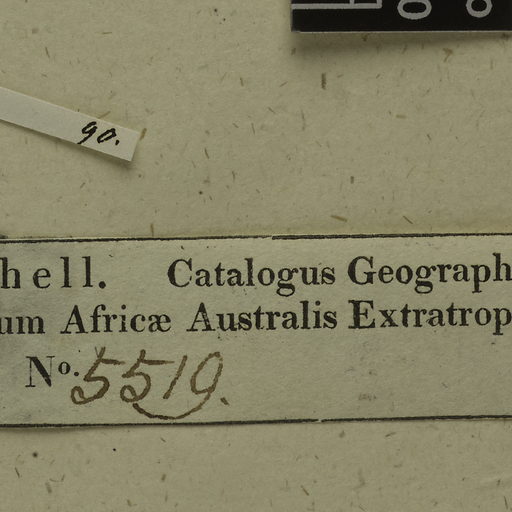 90.
hell. Catalogus Geograph
um Africæ Australis Extratrop
No. 5519.